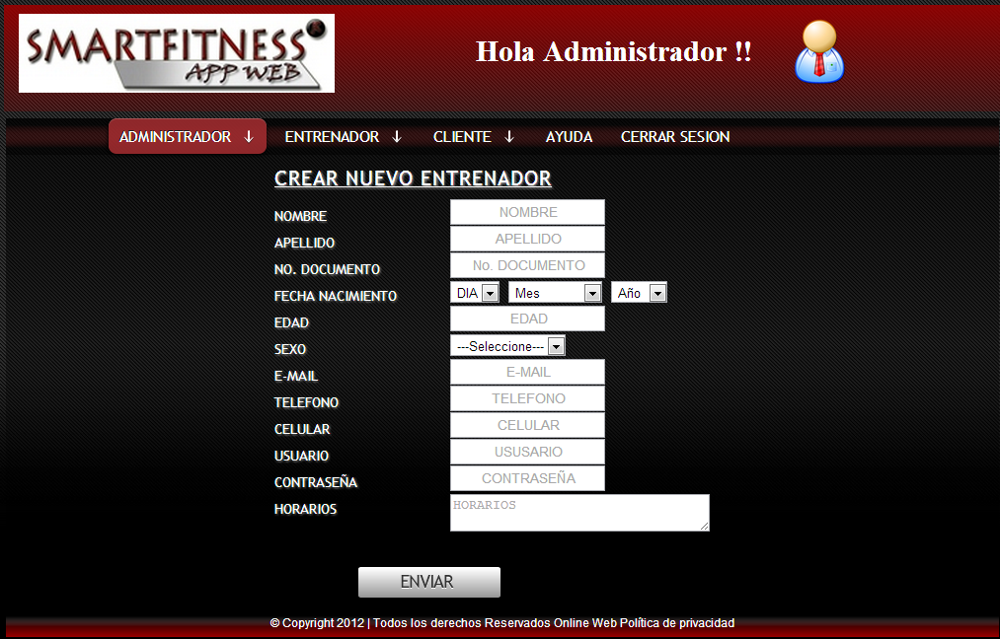 SMARTFITNESS
APP WEB
Hola Administrador !!
ADMINISTRADOR ↓ ENTRENADOR ↓ CLIENTE ↓ AYUDA CERRAR SESION
CREAR NUEVO ENTRENADOR
NOMBRE NOMBRE
APELLIDO APELLIDO
NO. DOCUMENTO No. DOCUMENTO
FECHA NACIMIENTO DIA Mes Año
EDAD EDAD
SEXO ---Seleccione---
E-MAIL E-MAIL
TELEFONO TELEFONO
CELULAR CELULAR
USUARIO USUSARIO
CONTRASEÑA CONTRASEÑA
HORARIOS HORARIOS
ENVIAR
© Copyright 2012 | Todos los derechos Reservados Online Web Política de privacidad